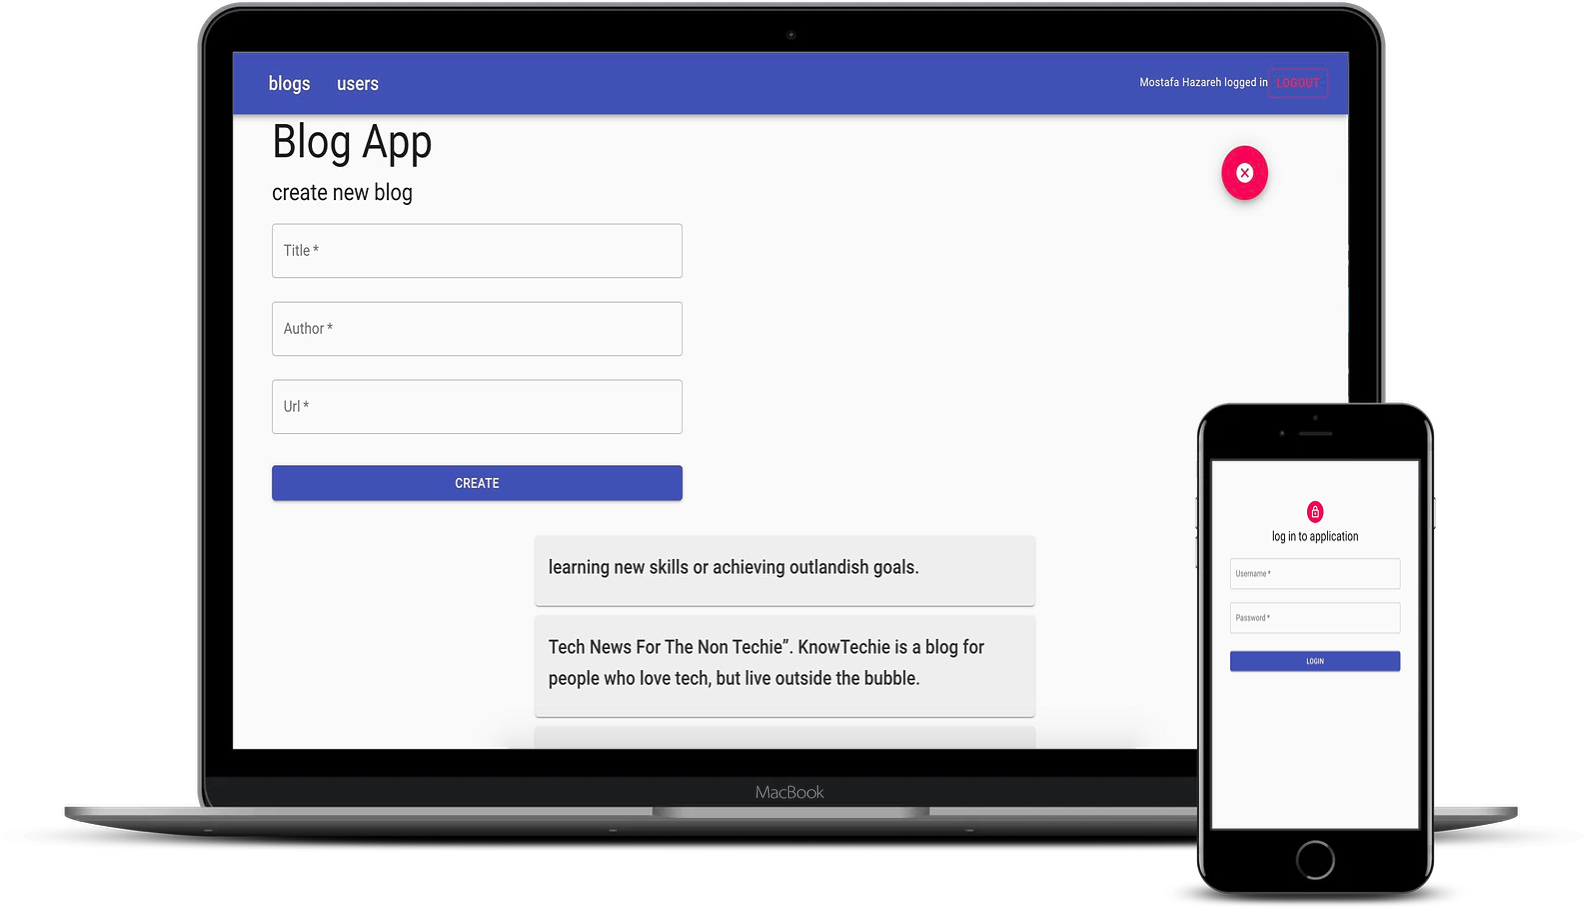 blogs users
Mostafa Hazareh logged in LOGOUT
Blog App
create new blog
Title *
Author *
Url *
CREATE
learning new skills or achieving outlandish goals.
Tech News For The Non Techie”. KnowTechie is a blog for
people who love tech, but live outside the bubble.
MacBook
log in to application
Username *
Password *
LOGIN